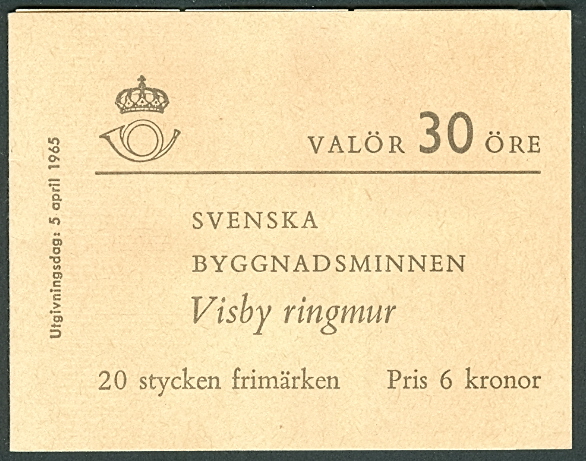 VALÖR 30 ÖRE
SVENSKA
BYGGNADSMINNEN
Visby ringmur
20 stycken frimärken Pris 6 kronor
Utgivningsdag: 5 april 1965